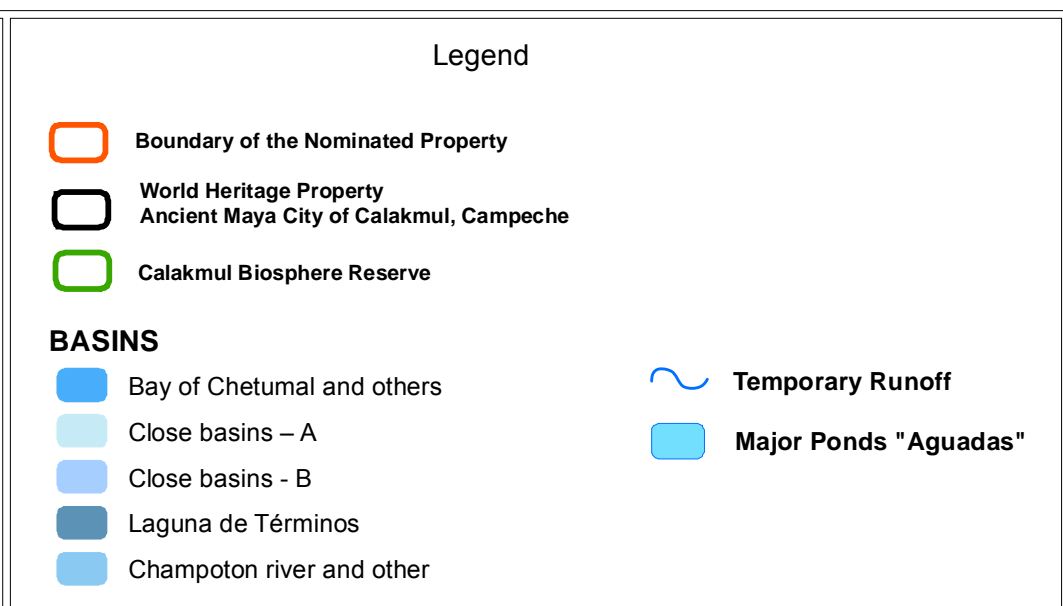 Legend
Boundary of the Nominated Property
World Heritage Property
Ancient Maya City of Calakmul, Campeche
Calakmul Biosphere Reserve
BASINS
Bay of Chetumal and others
Close basins – A
Close basins - B
Laguna de Términos
Champoton river and other
Temporary Runoff
Major Ponds "Aguadas"